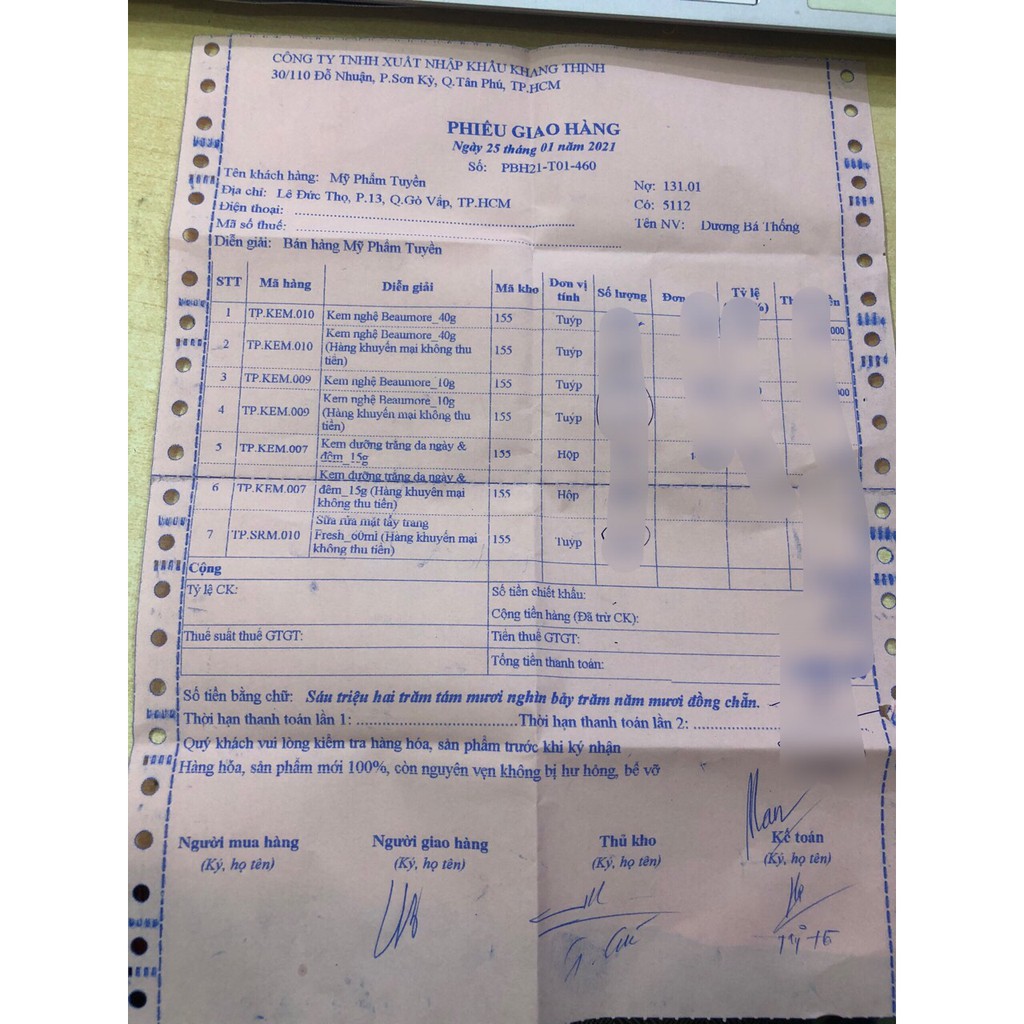 CÔNG TY TNHH XUẤT NHẬP KHẨU KHANG THỊNH
30/110 Đỗ Nhuận, P.Sơn Kỳ, Q.Tân Phú, TP.HCM
PHIẾU GIAO HÀNG
Ngày 25 tháng 01 năm 2021
Số: PBH21-T01-460
Tên khách hàng: Mỹ Phẩm Tuyền
Nợ: 131.01
Địa chỉ: Lê Đức Thọ, P.13, Q.Gò Vấp, TP.HCM
Có: 5112
Điện thoại:
Tên NV: Dương Bá Thống
Mã số thuế:
Diễn giải: Bán hàng Mỹ Phẩm Tuyền
STT Mã hàng Diễn giải Mã kho Đơn vị tính Số lượng Đơn Tỷ lệ
1 TP.KEM.010 Kem nghệ Beaumore_40g 155 Tuýp 000
2 TP.KEM.010 Kem nghệ Beaumore_40g (Hàng khuyến mại không thu tiền) 155 Tuýp
3 TP.KEM.009 Kem nghệ Beaumore_10g 155 Tuýp 000
4 TP.KEM.009 Kem nghệ Beaumore_10g (Hàng khuyến mại không thu tiền) 155 Tuýp
5 TP.KEM.007 Kem dưỡng trắng da ngày & đêm_15g 155 Hộp
6 TP.KEM.007 Kem dưỡng trắng da ngày & đêm_15g (Hàng khuyến mại không thu tiền) 155 Hộp
7 TP.SRM.010 Sữa rửa mặt tẩy trang Fresh_60ml (Hàng khuyến mại không thu tiền) 155 Tuýp
Cộng
Tỷ lệ CK: Số tiền chiết khấu:
Cộng tiền hàng (Đã trừ CK):
Thuế suất thuế GTGT: Tiền thuế GTGT:
Tổng tiền thanh toán:
Số tiền bằng chữ: Sáu triệu hai trăm tám mươi nghìn bảy trăm năm mươi đồng chẵn.
Thời hạn thanh toán lần 1: Thời hạn thanh toán lần 2:
Quý khách vui lòng kiểm tra hàng hóa, sản phẩm trước khi ký nhận
Hàng hóa, sản phẩm mới 100%, còn nguyên vẹn không bị hư hỏng, bể vỡ
Người mua hàng Người giao hàng Thủ kho Kế toán
(Ký, họ tên) (Ký, họ tên) (Ký, họ tên) (Ký, họ tên)